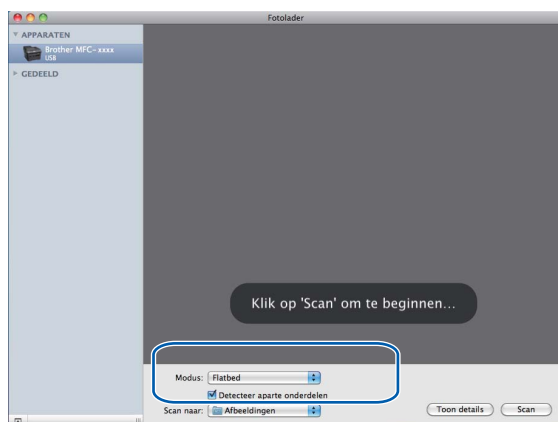 Fotolader
APPARATEN
Brother MFC-xxxx
USB
GEDEELD
Klik op 'Scan' om te beginnen...
Modus: Flatbed
Detecteer aparte onderdelen
Scan naar: Afbeeldingen
Toon details
Scan